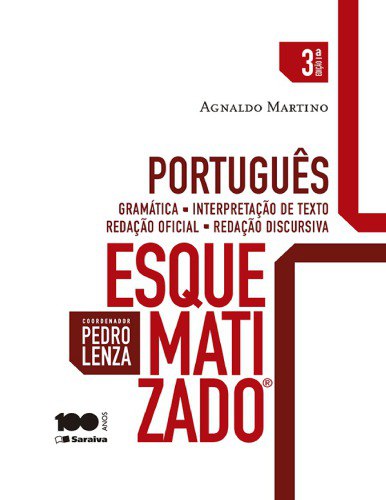 3ª
edição
Agnaldo Martino
PORTUGUÊS
GRAMÁTICA ▪ INTERPRETAÇÃO DE TEXTO
REDAÇÃO OFICIAL ▪ REDAÇÃO DISCURSIVA
ESQUE
MATI
ZADO®
COORDENADOR
PEDRO
LENZA
100 ANOS
Saraiva